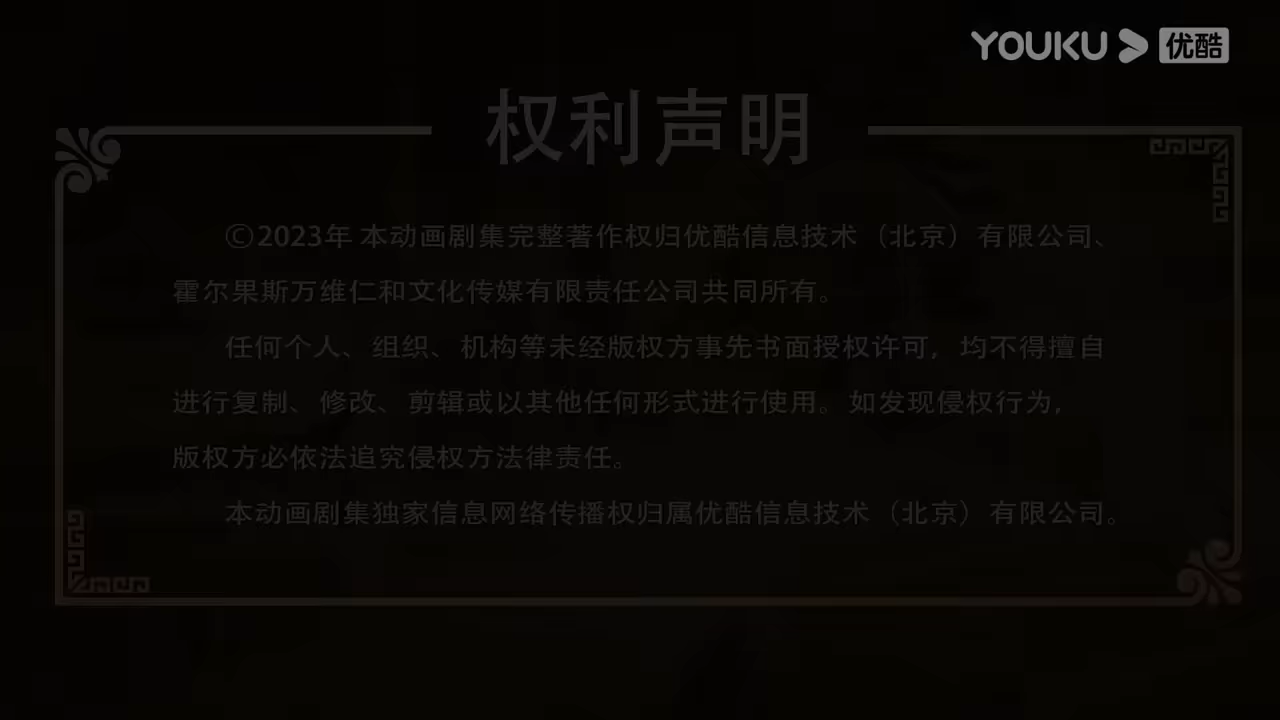 YOUKU 优酷
权利声明
©2023年 本动画剧集完整著作权归优酷信息技术（北京）有限公司、
霍尔果斯万维仁和文化传媒有限责任公司共同所有。
任何个人、组织、机构等未经版权方事先书面授权许可，均不得擅自
进行复制、修改、剪辑或以其他任何形式进行使用。如发现侵权行为，
版权方必依法追究侵权方法律责任。
本动画剧集独家信息网络传播权归属优酷信息技术（北京）有限公司。